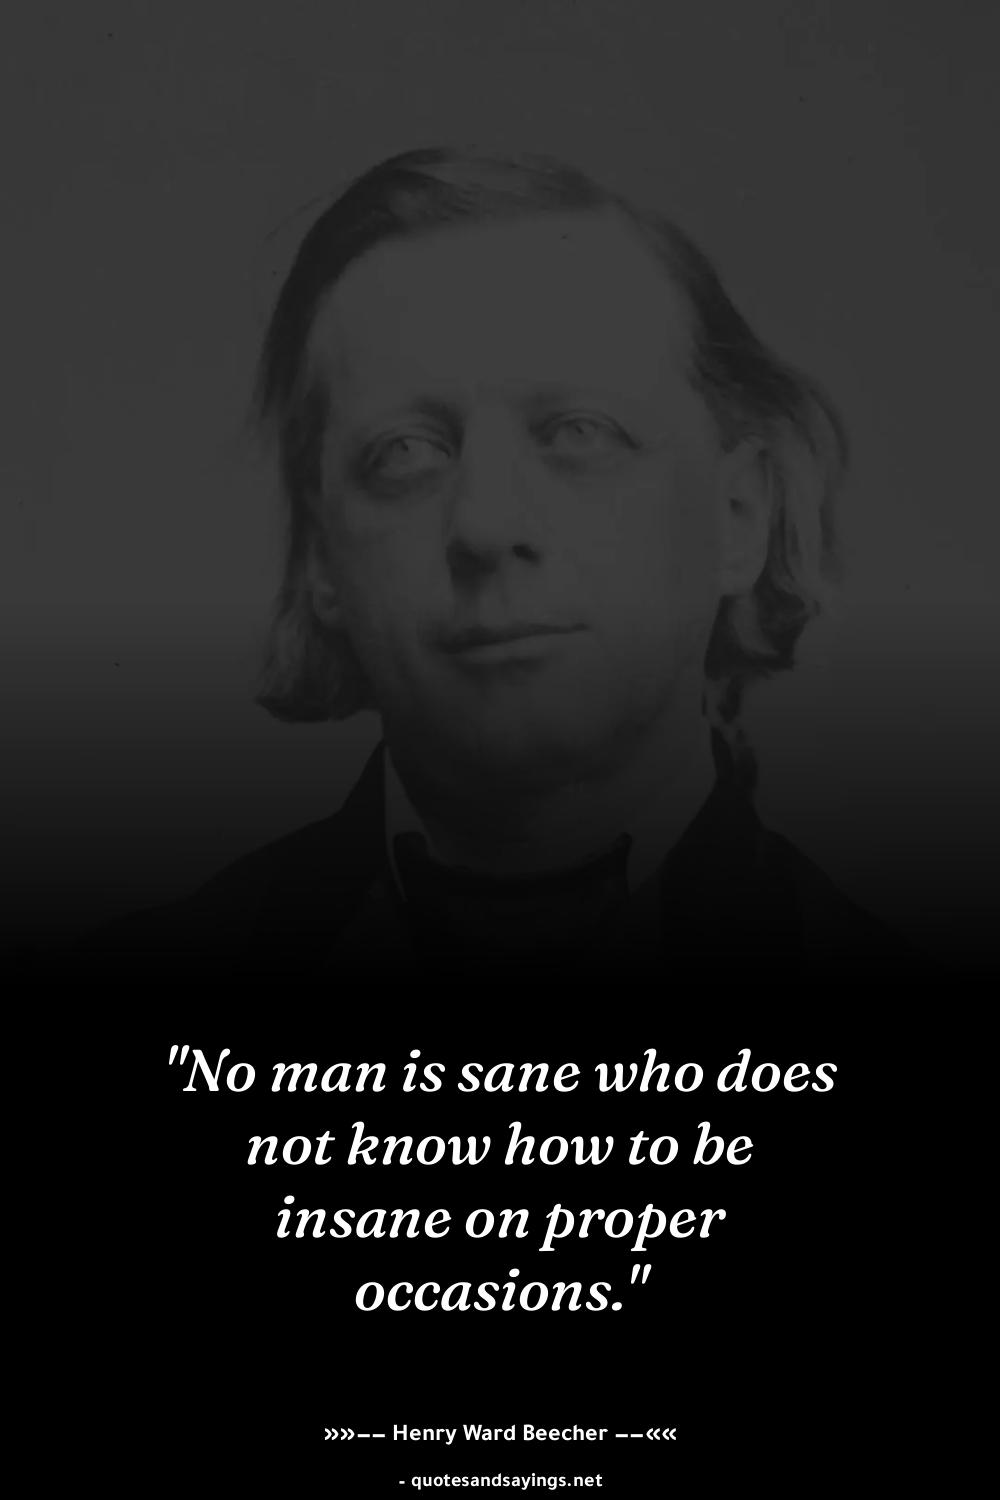 "No man is sane who does
not know how to be
insane on proper
occasions."
»»–– Henry Ward Beecher ––««
- quotesandsayings.net